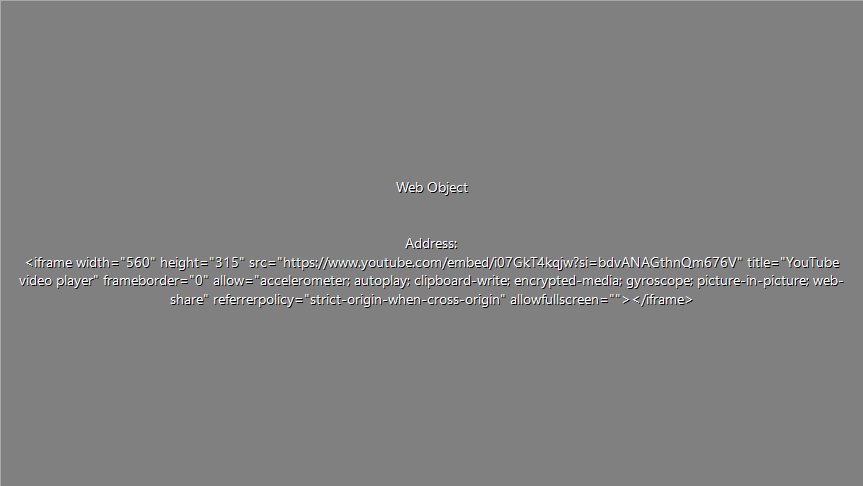 Web Object
Address:
<iframe width="560" height="315" src="https://www.youtube.com/embed/i07GkT4kqjw?si=bdvANAGthnQm676V" title="YouTube
video player" frameborder="0" allow="accelerometer; autoplay; clipboard-write; encrypted-media; gyroscope; picture-in-picture; web-
share" referrerpolicy="strict-origin-when-cross-origin" allowfullscreen=""></iframe>